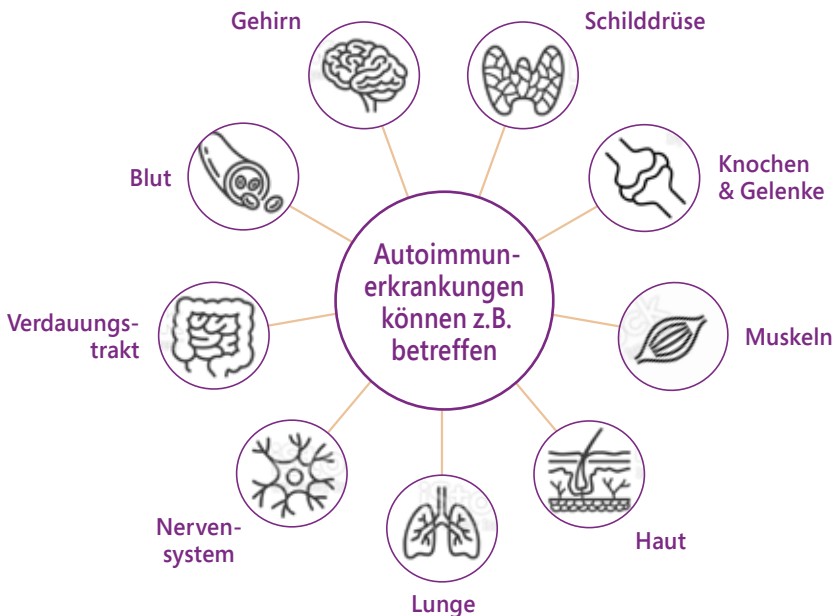 Gehirn
Schilddrüse
Knochen
& Gelenke
Blut
Autoimmun-
erkrankungen
können z.B.
betreffen
Verdauungs-
trakt
Muskeln
Nerven-
system
Haut
Lunge